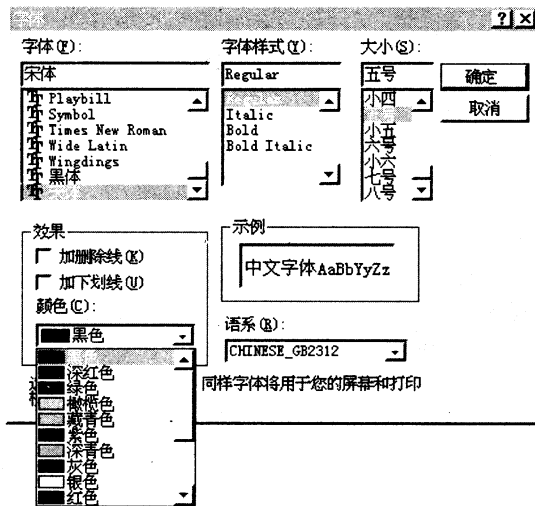 字体
字体(F):
字体样式(Y):
大小(S):
宋体
Regular
五号
确定
取消
Playbill
Symbol
Times New Roman
Wide Latin
Wingdings
黑体
Italic
Bold
Bold Italic
小四
小五
六号
小六
七号
八号
效果
加删除线(K)
加下划线(U)
颜色(C):
黑色
深红色
绿色
橄榄色
藏青色
紫色
深青色
灰色
银色
红色
示例
中文字体AaBbYyZz
语系(R):
CHINESE_GB2312
同样字体将用于您的屏幕和打印